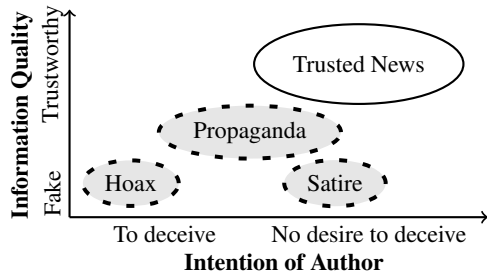 Information Quality
Trustworthy
Fake
Trusted News
Propaganda
Hoax
Satire
To deceive
No desire to deceive
Intention of Author